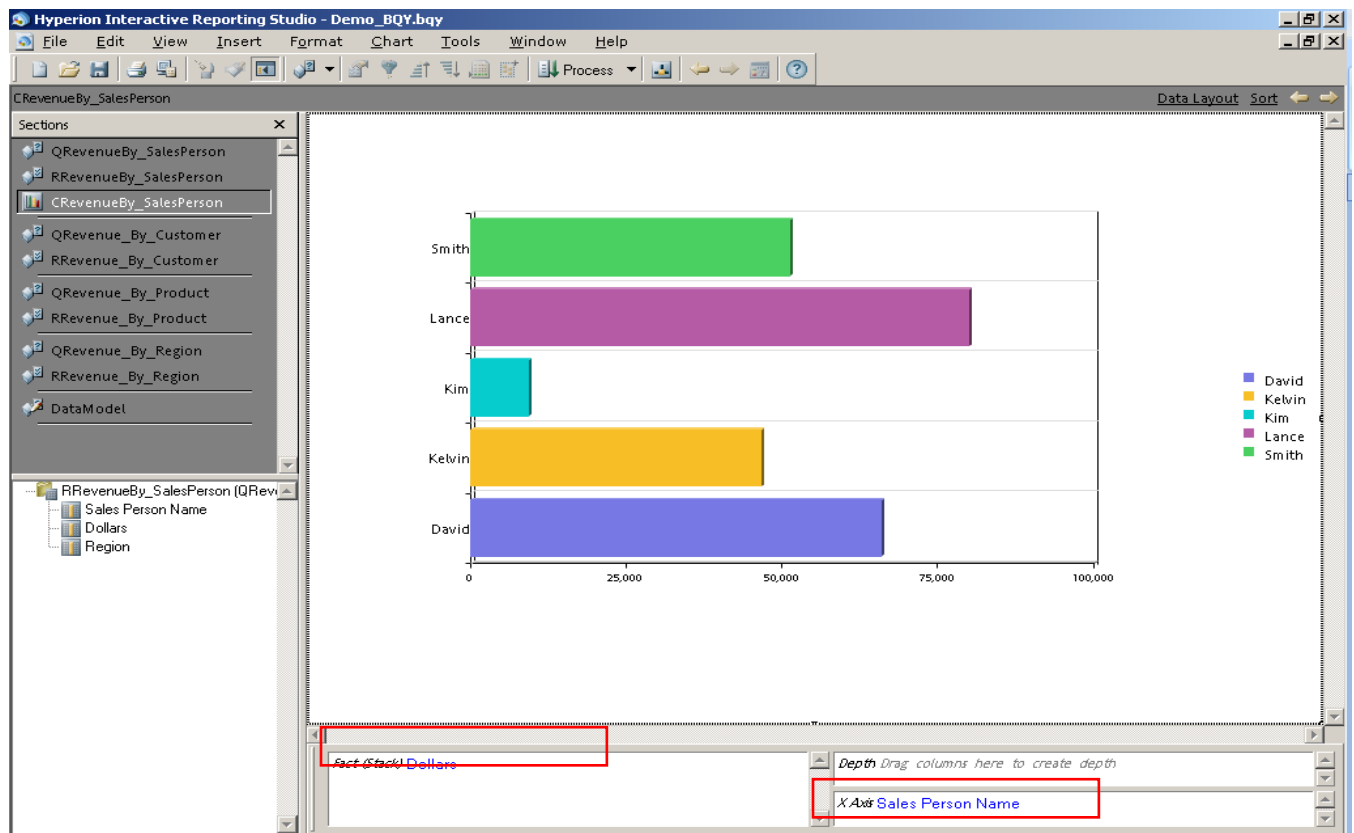 Hyperion Interactive Reporting Studio - Demo_BQY.bqy
File Edit View Insert Format Chart Tools Window Help
Process
CRevenueBy_SalesPerson Data Layout Sort
Sections
QRevenueBy_SalesPerson
RRevenueBy_SalesPerson
CRevenueBy_SalesPerson
QRevenue_By_Customer
RRevenue_By_Customer
QRevenue_By_Product
RRevenue_By_Product
QRevenue_By_Region
RRevenue_By_Region
DataModel
RRevenueBy_SalesPerson (QRev
Sales Person Name
Dollars
Region
Smith
Lance
Kim
Kelvin
David
0 25,000 50,000 75,000 100,000
David
Kelvin
Kim
Lance
Smith
Fact (Stack) Dollars
Depth Drag columns here to create depth
X Axis Sales Person Name